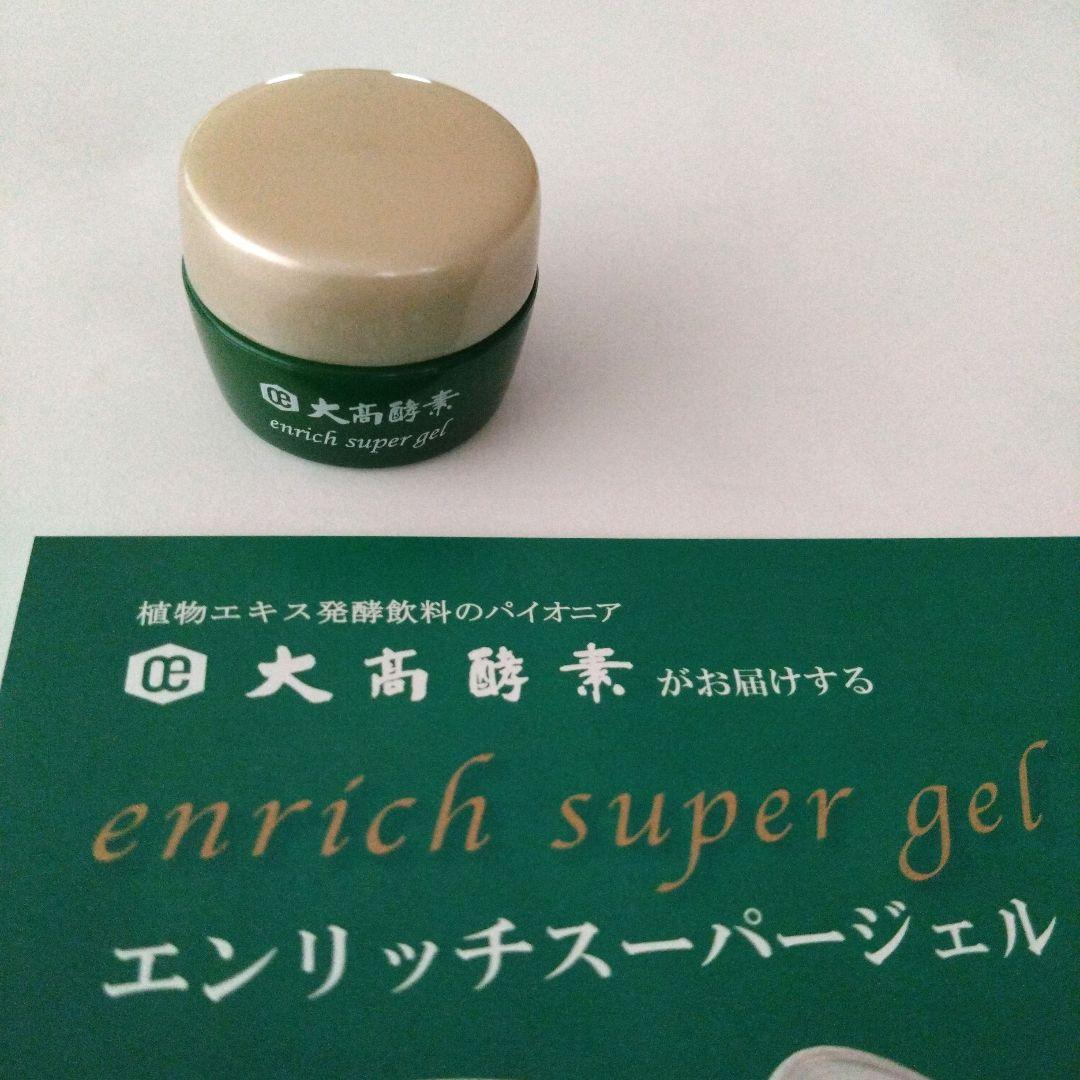 大高酵素
enrich super gel
植物エキス発酵飲料のパイオニア
大高酵素がお届けする
enrich super gel
エンリッチスーパージェル